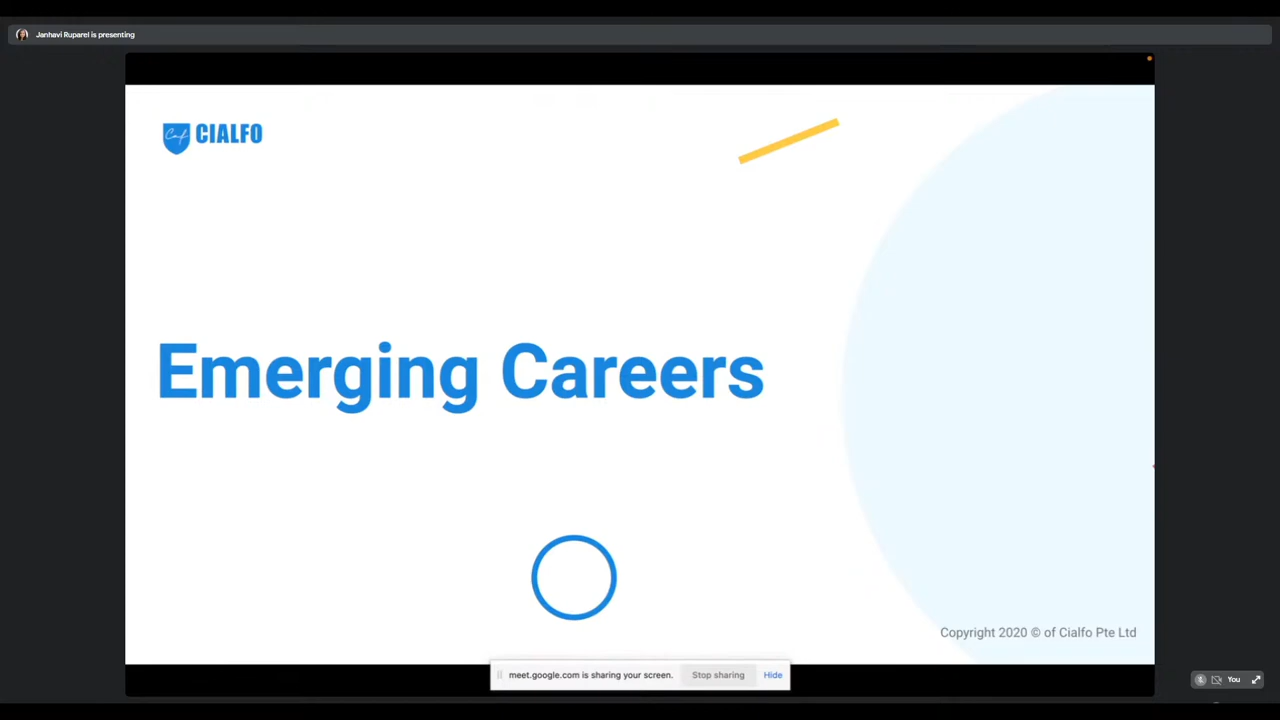 Janhavi Ruparel is presenting
Caf CIALFO
Emerging Careers
Copyright 2020 © of Cialfo Pte Ltd
meet.google.com is sharing your screen. Stop sharing Hide
You